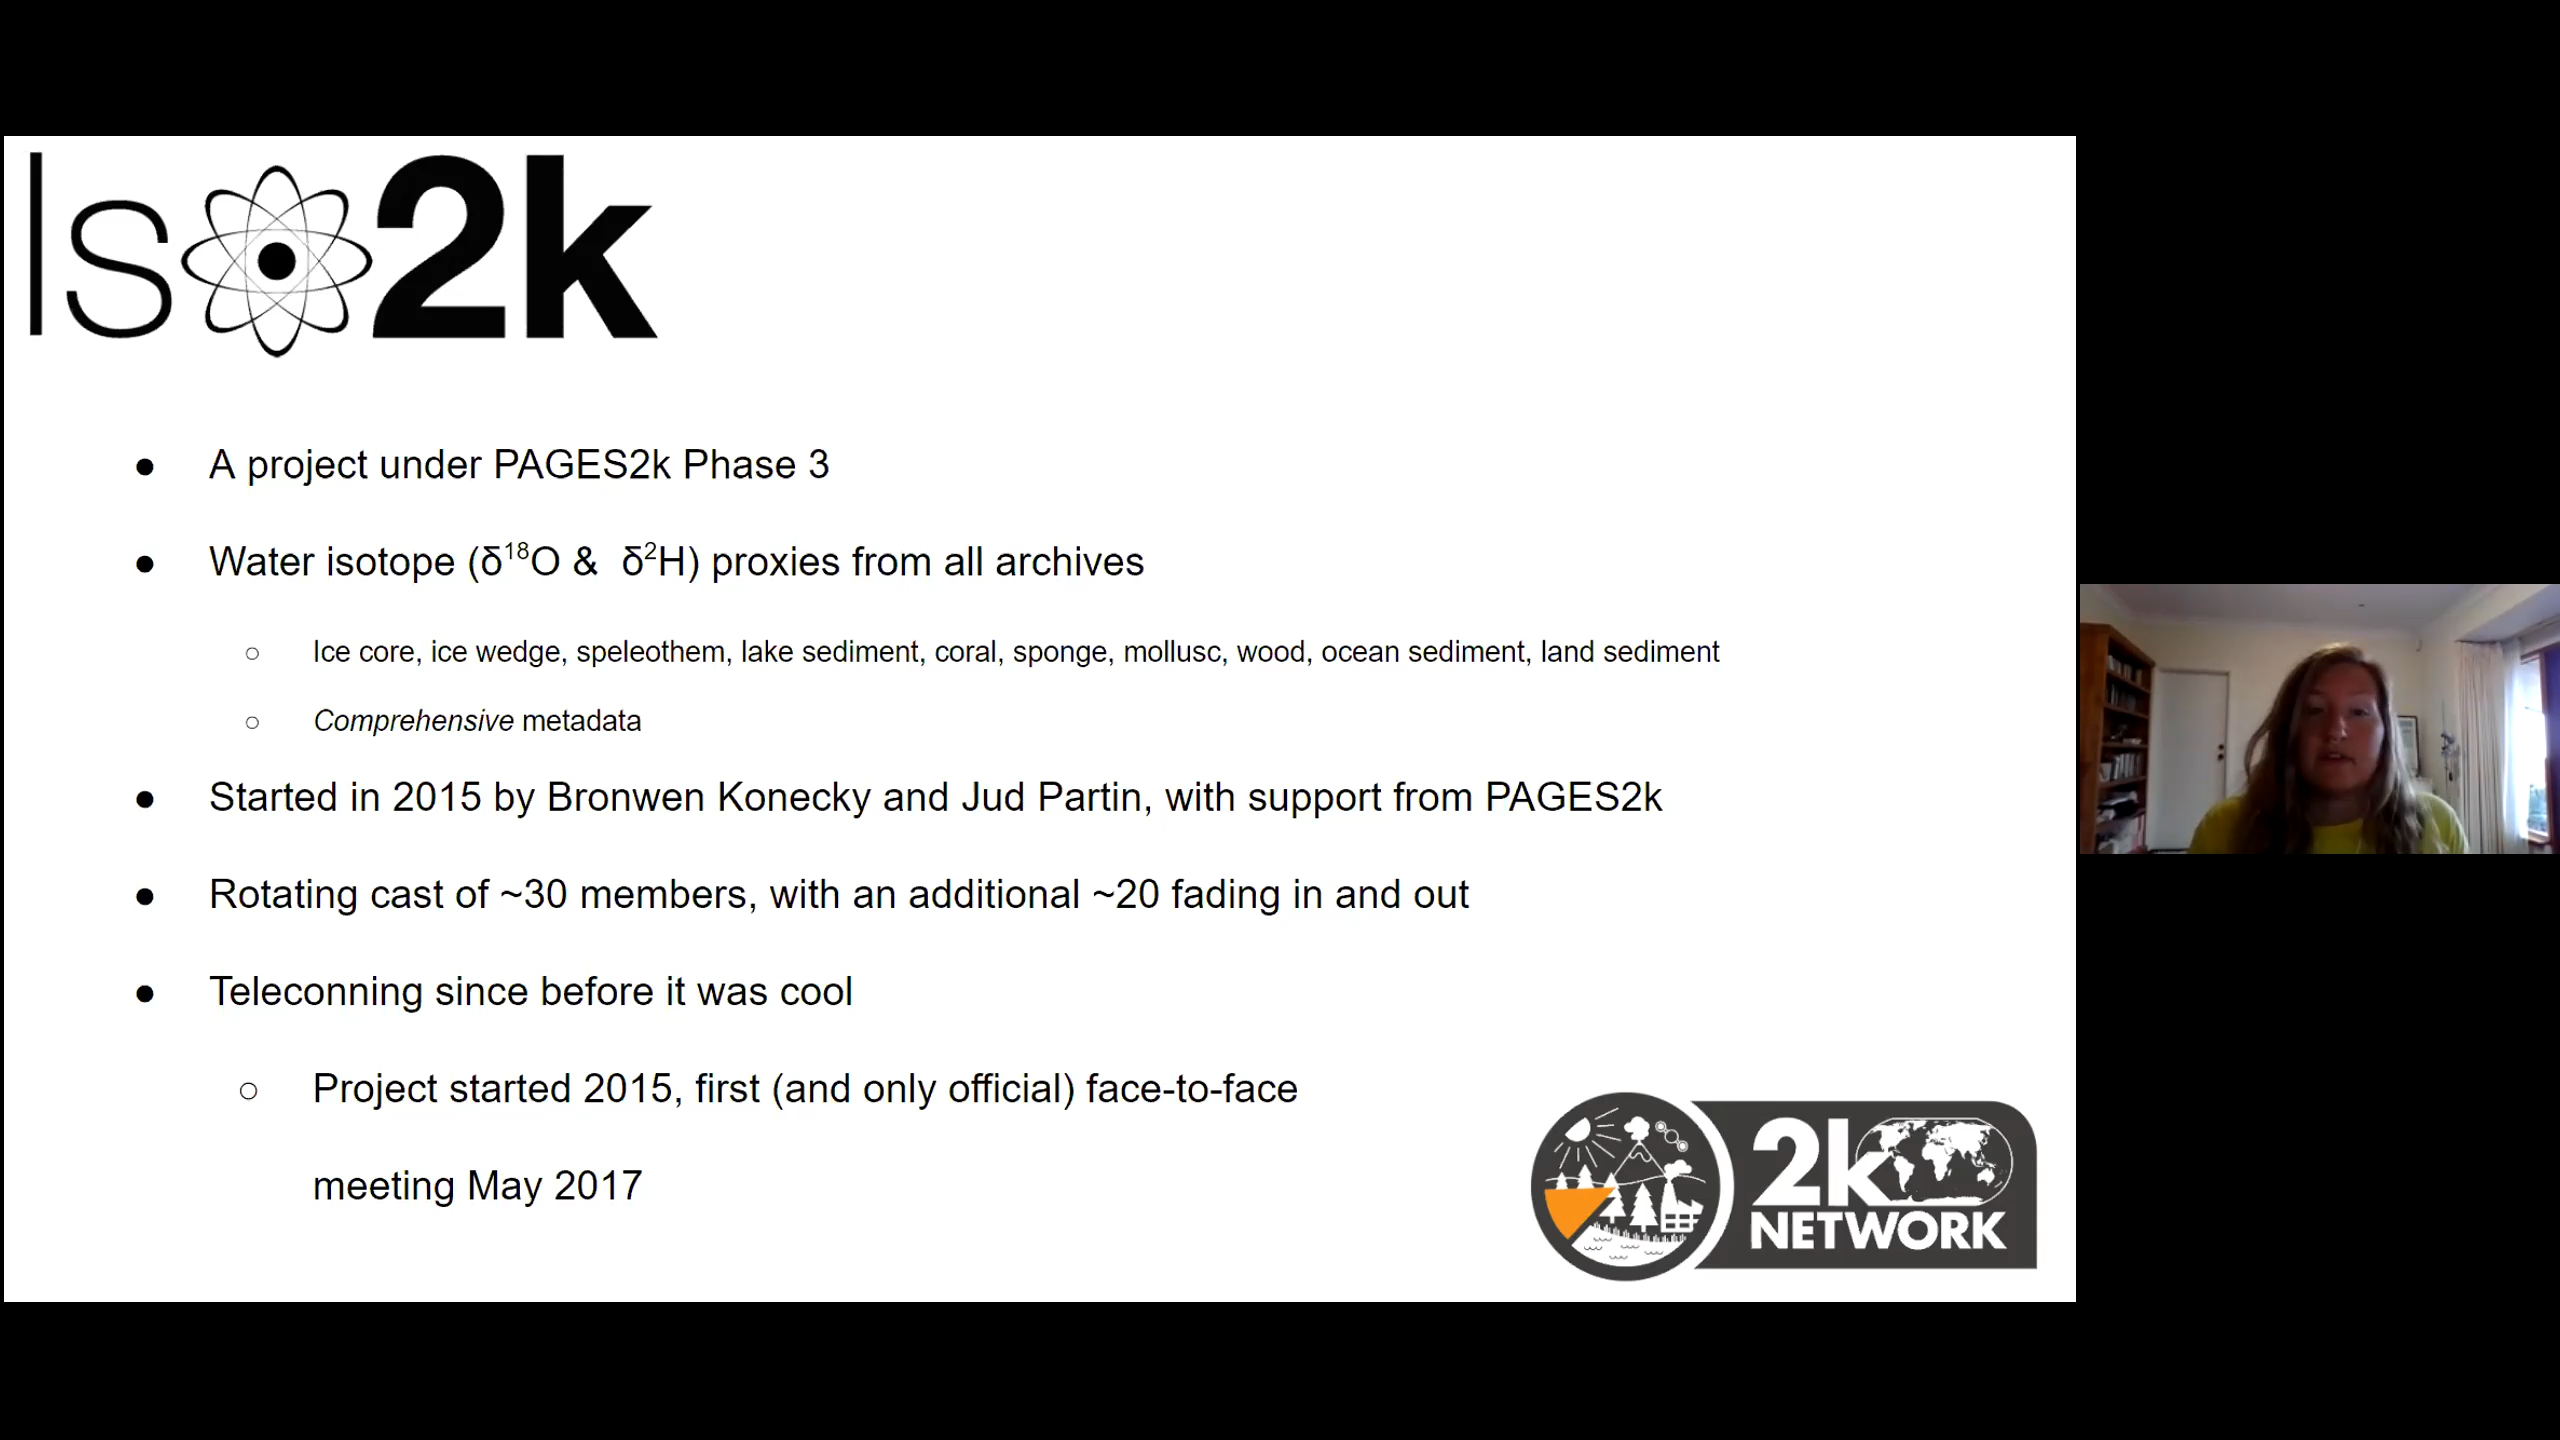 Iso2k
● A project under PAGES2k Phase 3
● Water isotope (δ¹⁸O & δ²H) proxies from all archives
○ Ice core, ice wedge, speleothem, lake sediment, coral, sponge, mollusc, wood, ocean sediment, land sediment
○ Comprehensive metadata
● Started in 2015 by Bronwen Konecky and Jud Partin, with support from PAGES2k
● Rotating cast of ~30 members, with an additional ~20 fading in and out
● Teleconning since before it was cool
○ Project started 2015, first (and only official) face-to-face
meeting May 2017
2k
NETWORK